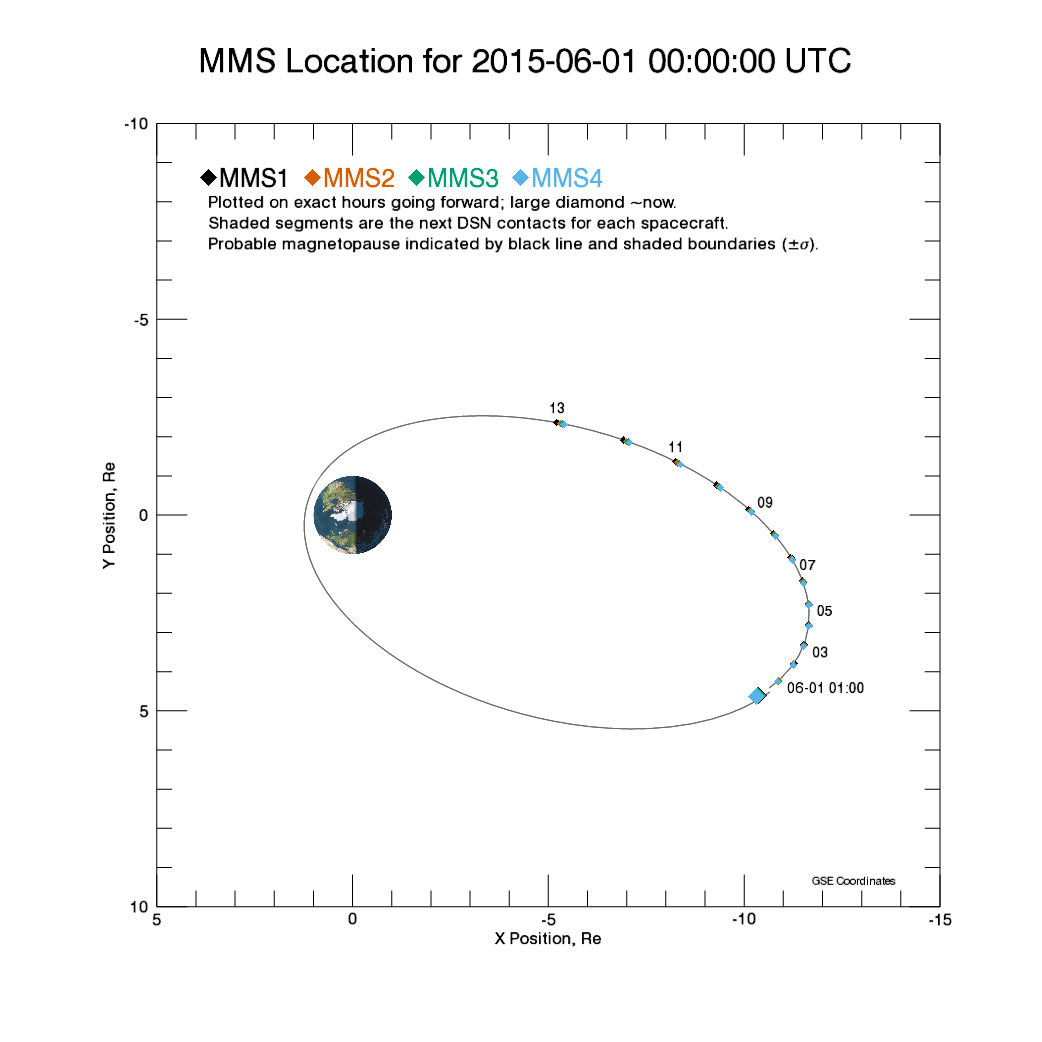 MMS Location for 2015-06-01 00:00:00 UTC
-10
MMS1 MMS2 MMS3 MMS4
Plotted on exact hours going forward; large diamond ~now.
Shaded segments are the next DSN contacts for each spacecraft.
Probable magnetopause indicated by black line and shaded boundaries (±σ).
-5
13
11
09
Y Position, Re
0
07
05
03
06-01 01:00
5
GSE Coordinates
10
5 0 -5 -10 -15
X Position, Re